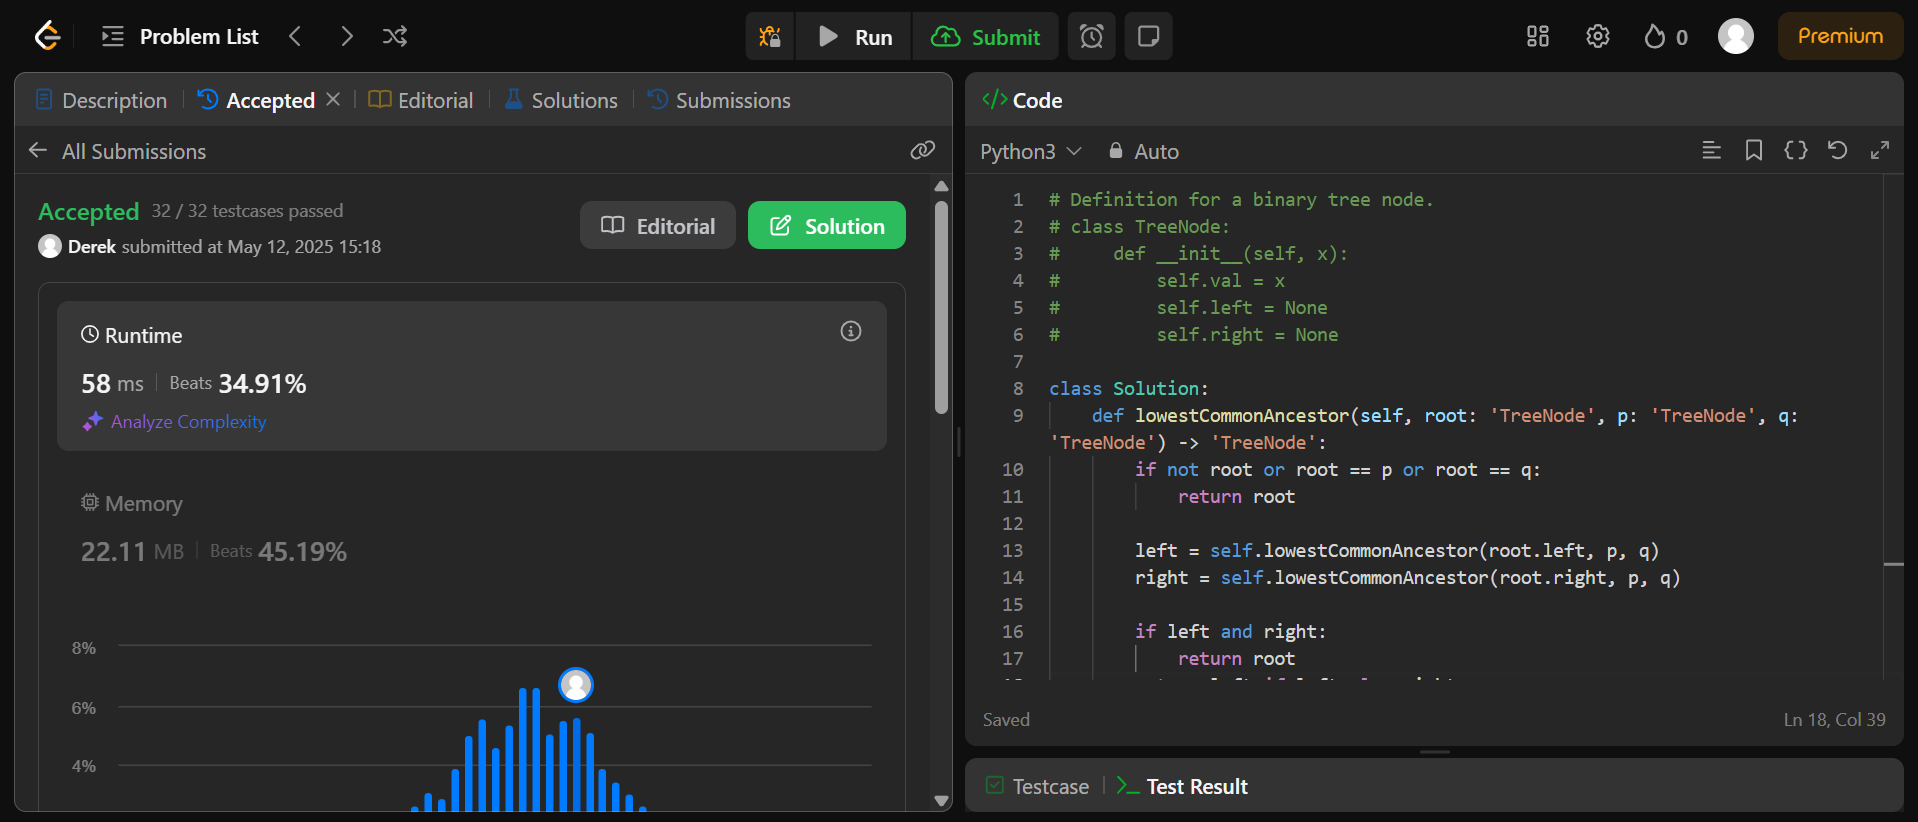 Problem List
Run
Submit
0
Premium
Description
Accepted
Editorial
Solutions
Submissions
All Submissions
Accepted 32 / 32 testcases passed
Derek submitted at May 12, 2025 15:18
Editorial
Solution
Runtime
58 ms Beats 34.91%
Analyze Complexity
Memory
22.11 MB Beats 45.19%
8%
6%
4%
</> Code
Python3
Auto
1 # Definition for a binary tree node.
2 # class TreeNode:
3 #     def __init__(self, x):
4 #         self.val = x
5 #         self.left = None
6 #         self.right = None
7
8 class Solution:
9     def lowestCommonAncestor(self, root: 'TreeNode', p: 'TreeNode', q:
'TreeNode') -> 'TreeNode':
10         if not root or root == p or root == q:
11             return root
12
13         left = self.lowestCommonAncestor(root.left, p, q)
14         right = self.lowestCommonAncestor(root.right, p, q)
15
16         if left and right:
17             return root
Saved
Ln 18, Col 39
Testcase
Test Result